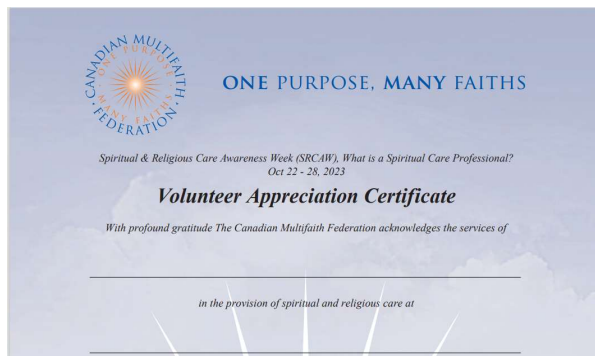 CANADIAN MULTIFAITH FEDERATION
ONE PURPOSE MANY FAITHS
ONE PURPOSE, MANY FAITHS
Spiritual & Religious Care Awareness Week (SRCAW), What is a Spiritual Care Professional?
Oct 22 - 28, 2023
Volunteer Appreciation Certificate
With profound gratitude The Canadian Multifaith Federation acknowledges the services of
in the provision of spiritual and religious care at